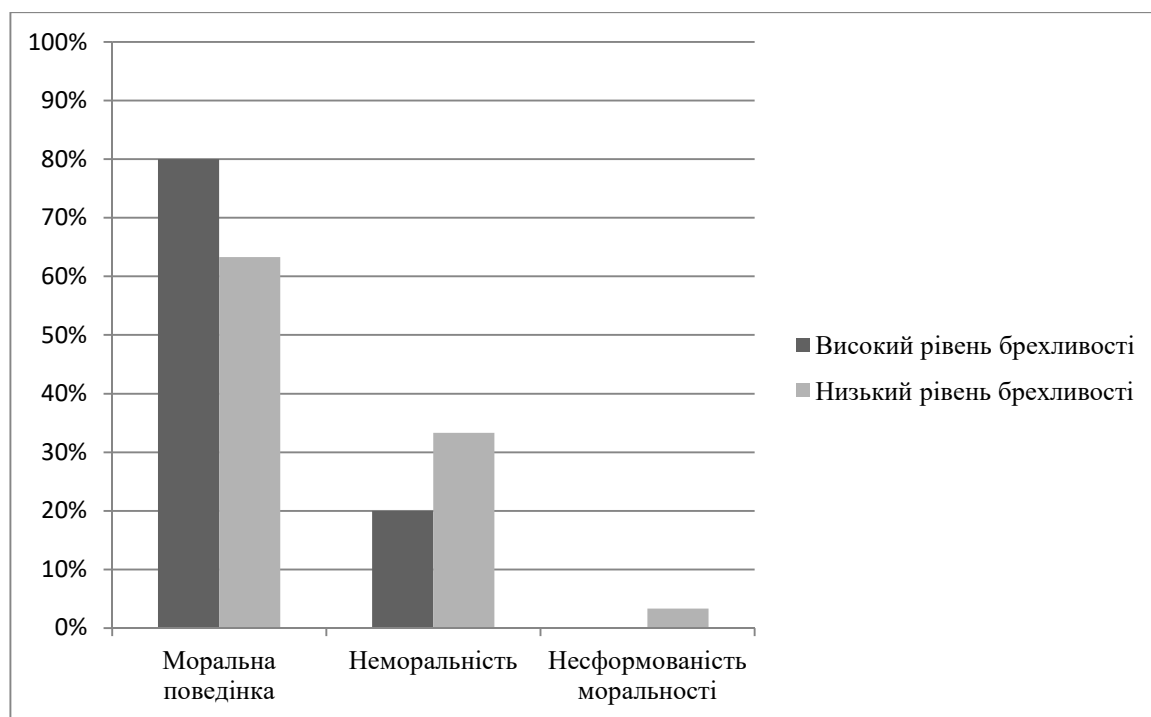 100%
90%
80%
70%
60%
50%
40%
30%
20%
10%
0%
Моральна
поведінка
Неморальність
Несформованість
моральності
Високий рівень брехливості
Низький рівень брехливості